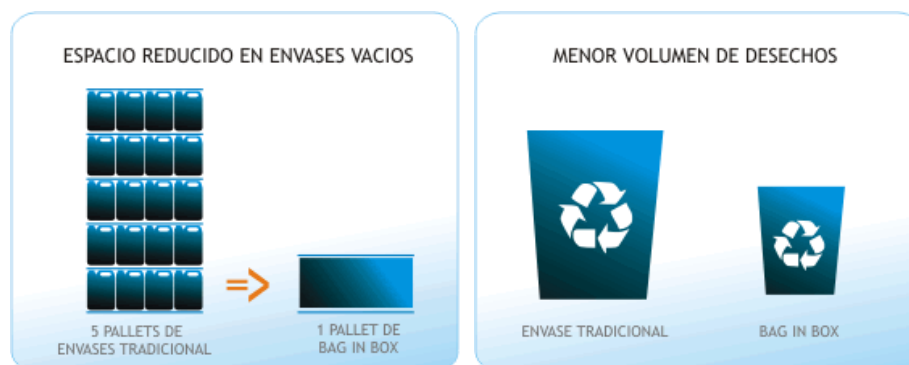 ESPACIO REDUCIDO EN ENVASES VACIOS
5 PALLETS DE
ENVASES TRADICIONAL
=>
1 PALLET DE
BAG IN BOX
MENOR VOLUMEN DE DESECHOS
ENVASE TRADICIONAL
BAG IN BOX